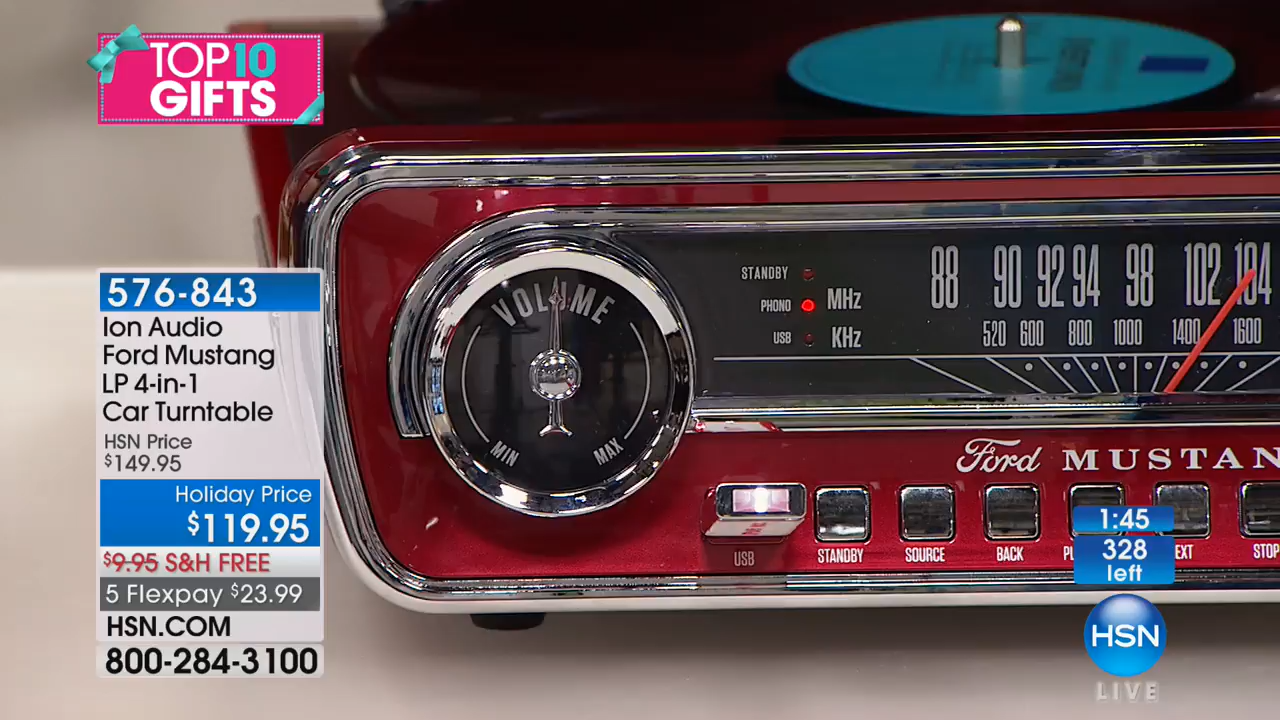 TOP10
GIFTS
576-843
Ion Audio
Ford Mustang
LP 4-in-1
Car Turntable
HSN Price
$149.95
Holiday Price
$119.95
$9.95 S&H FREE
5 Flexpay $23.99
HSN.COM
800-284-3100
VOLUME
MIN
MAX
STANDBY
PHONO
USB
MHz
KHz
88 90 92 94 98 102 104
520 600 800 1000 1400 1600
Ford MUSTAN
USB STANDBY SOURCE BACK PL EXT STOP
1:45
328
left
HSN
LIVE